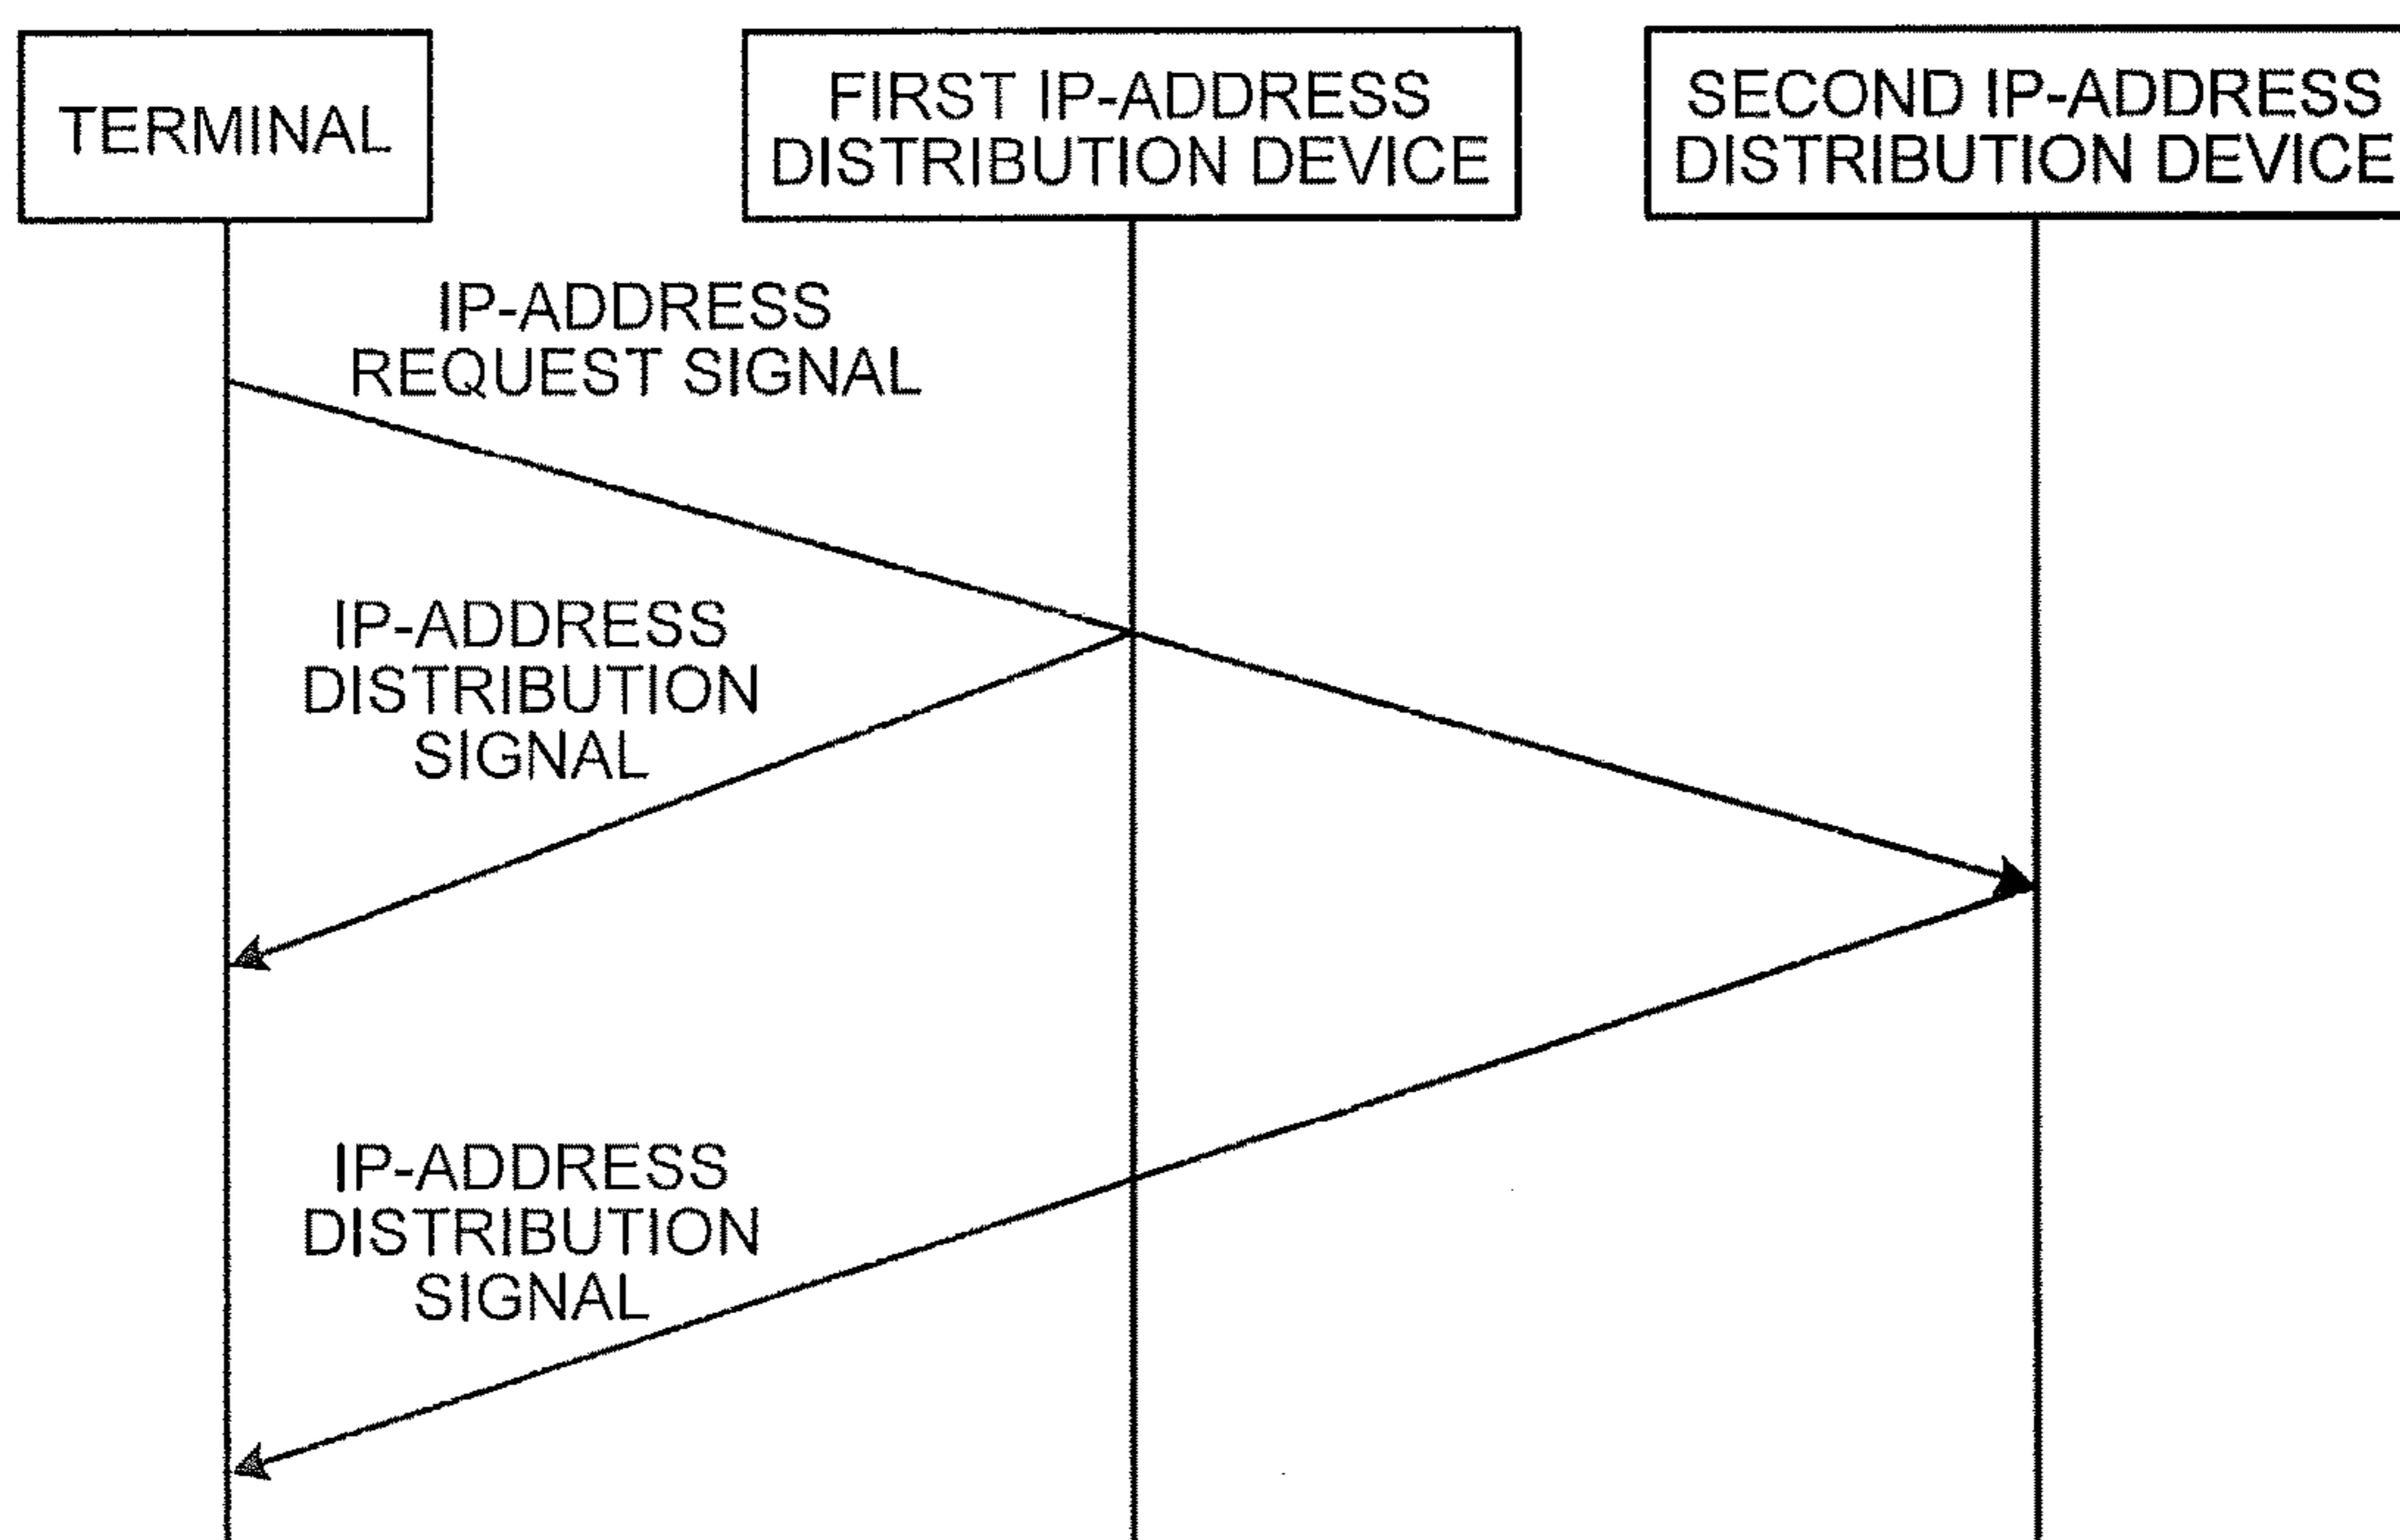 TERMINAL
FIRST IP-ADDRESS
DISTRIBUTION DEVICE
SECOND IP-ADDRESS
DISTRIBUTION DEVICE
IP-ADDRESS
REQUEST SIGNAL
IP-ADDRESS
DISTRIBUTION
SIGNAL
IP-ADDRESS
DISTRIBUTION
SIGNAL